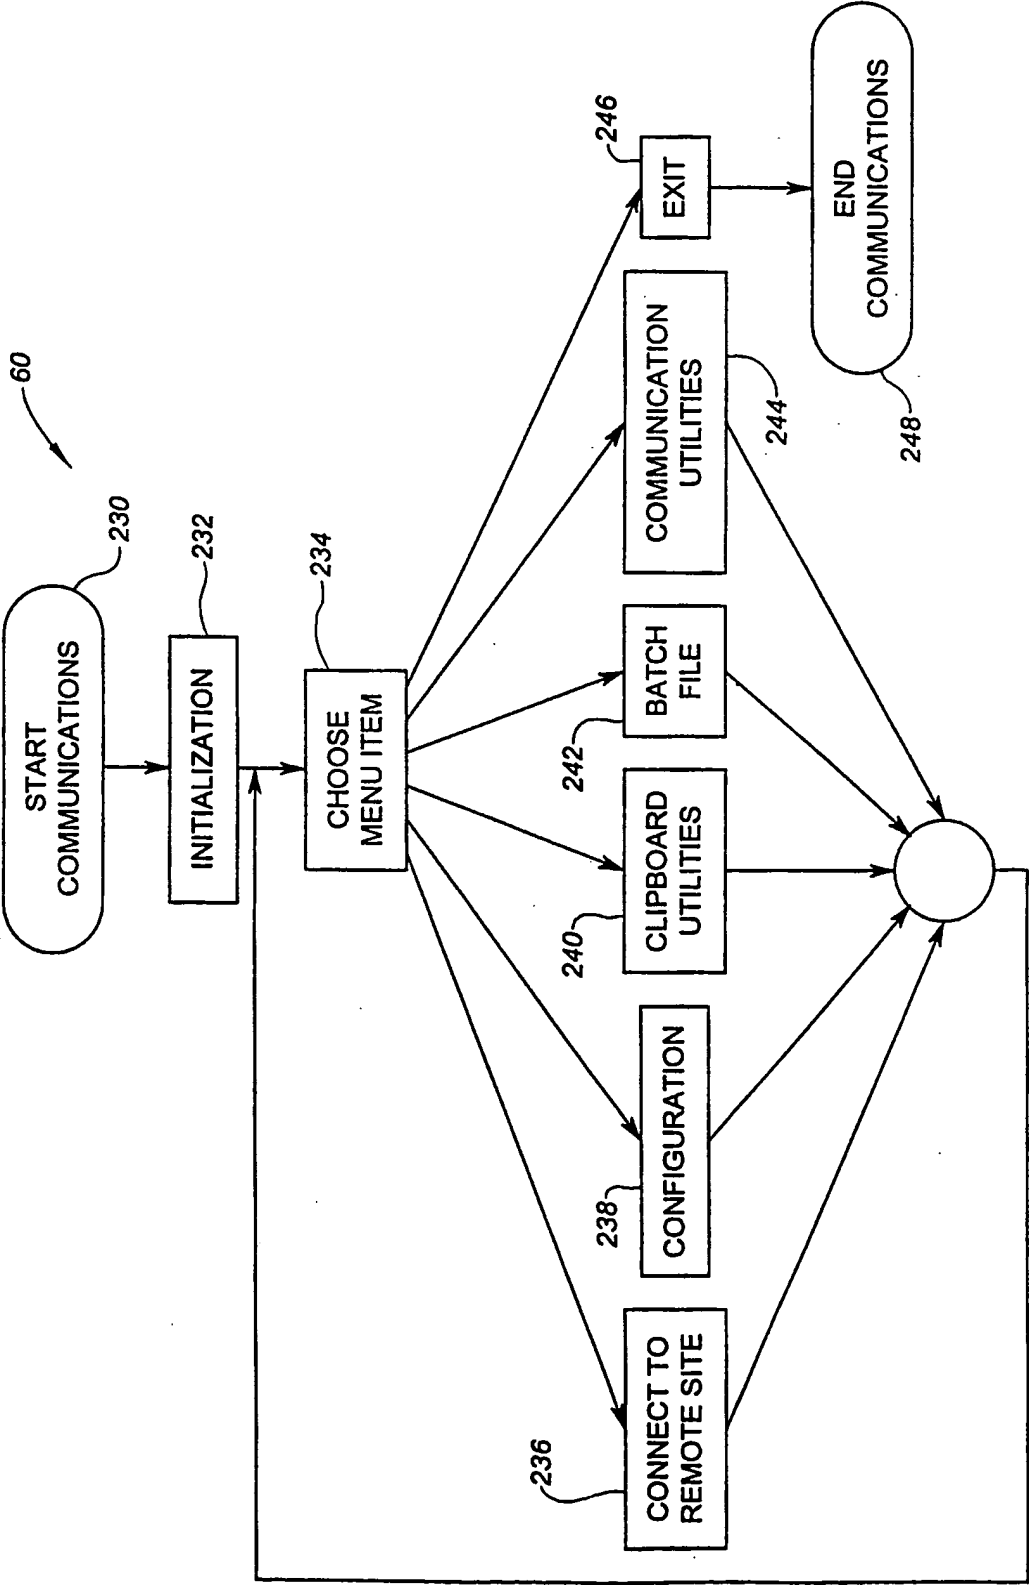 60
START
COMMUNICATIONS
230
INITIALIZATION
232
CHOOSE
MENU ITEM
234
236
CONNECT TO
REMOTE SITE
238
CONFIGURATION
240
CLIPBOARD
UTILITIES
242
BATCH
FILE
COMMUNICATION
UTILITIES
244
EXIT
246
END
COMMUNICATIONS
248